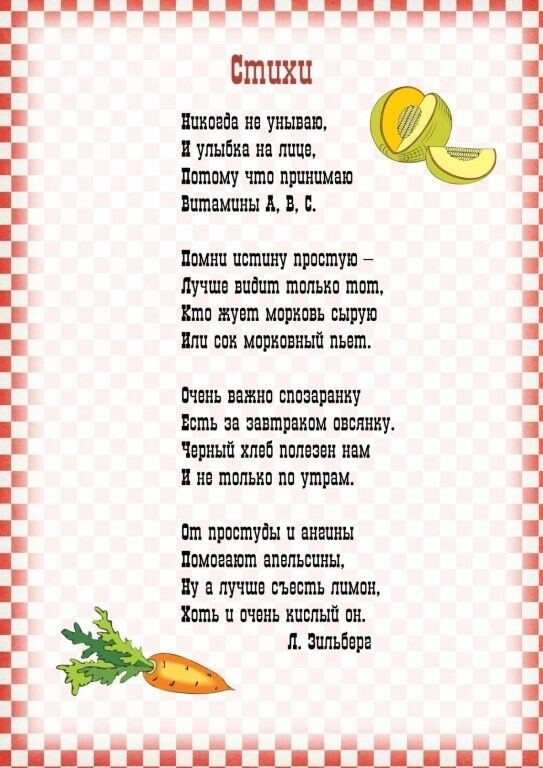 Стихи
Никогда не унываю,
И улыбка на лице,
Потому что принимаю
Витамины А, В, С.
Помни истину простую –
Лучше видит только тот,
Кто жует морковь сырую
Или сок морковный пьет.
Очень важно спозаранку
Есть за завтраком овсянку.
Черный хлеб полезен нам
И не только по утрам.
От простуды и ангины
Помогают апельсины,
Ну а лучше съесть лимон,
Хоть и очень кислый он.
Л. Зильберг